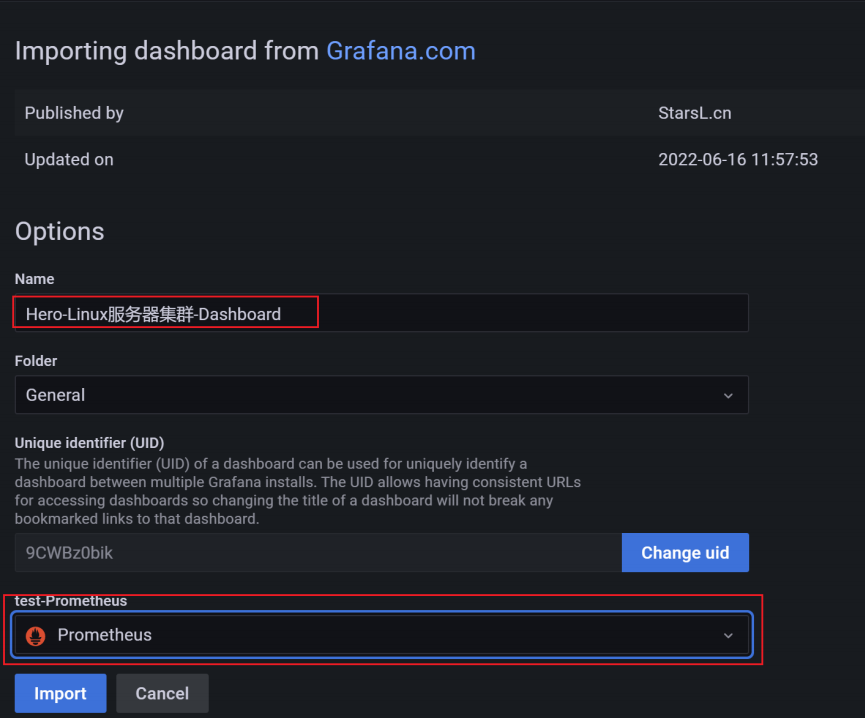 Importing dashboard from Grafana.com
Published by StarsL.cn
Updated on 2022-06-16 11:57:53
Options
Name
Hero-Linux服务器集群-Dashboard
Folder
General
Unique identifier (UID)
The unique identifier (UID) of a dashboard can be used for uniquely identify a
dashboard between multiple Grafana installs. The UID allows having consistent URLs
for accessing dashboards so changing the title of a dashboard will not break any
bookmarked links to that dashboard.
9CWBz0bik Change uid
test-Prometheus
Prometheus
Import Cancel